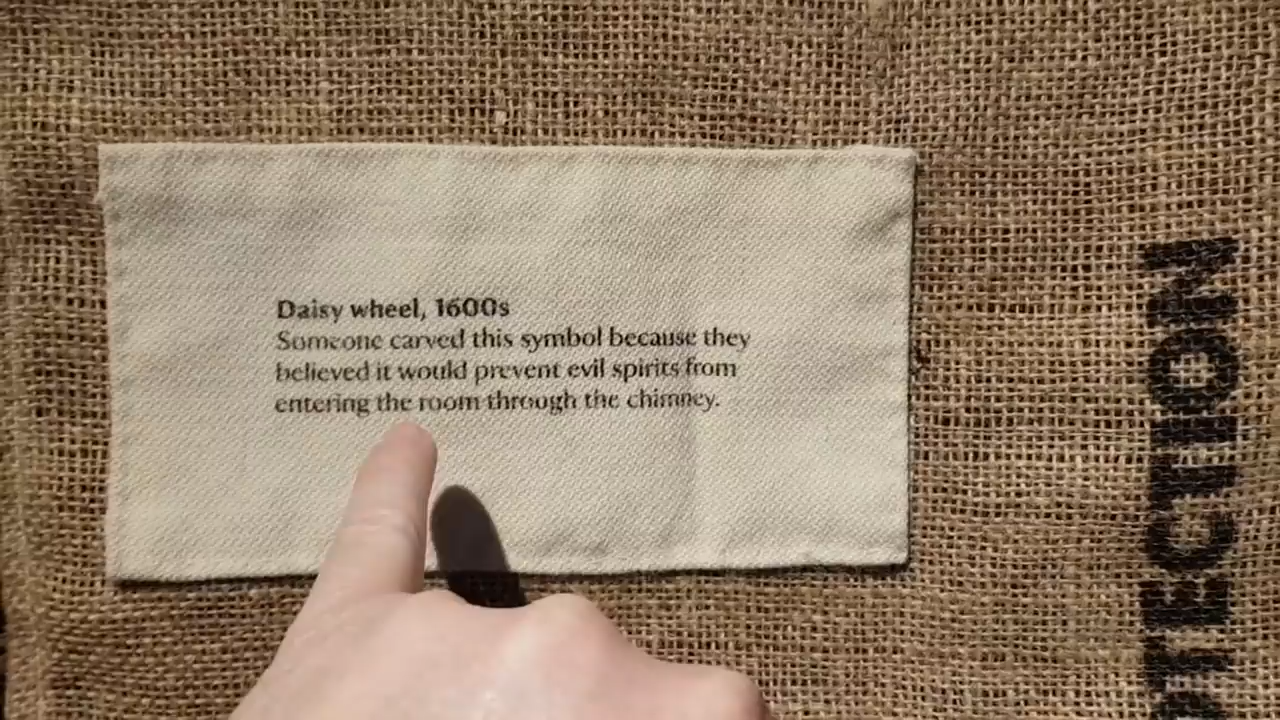 Daisy wheel, 1600s
Someone carved this symbol because they
believed it would prevent evil spirits from
entering the room through the chimney.